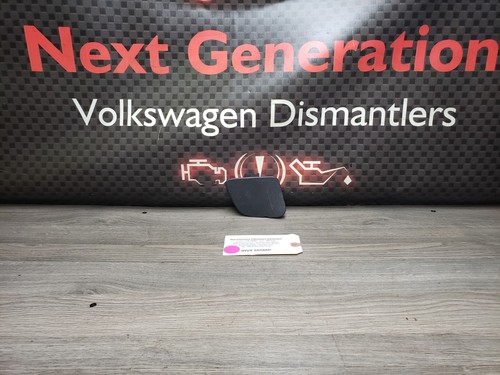 Next Generation
Volkswagen Dismantlers